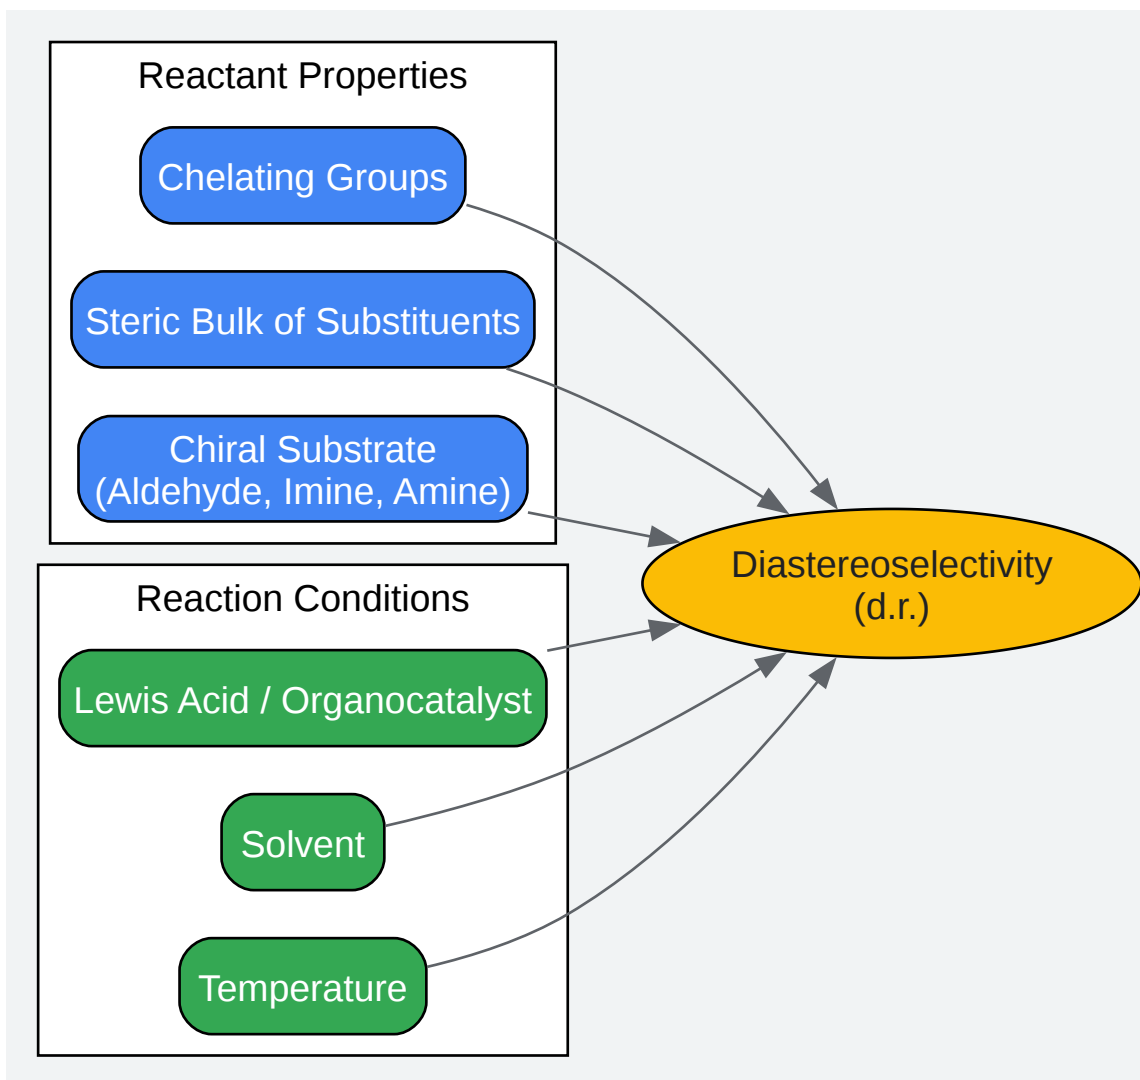 Reactant Properties
Chelating Groups
Steric Bulk of Substituents
Chiral Substrate
(Aldehyde, Imine, Amine)
Diastereoselectivity
(d.r.)
Reaction Conditions
Lewis Acid / Organocatalyst
Solvent
Temperature